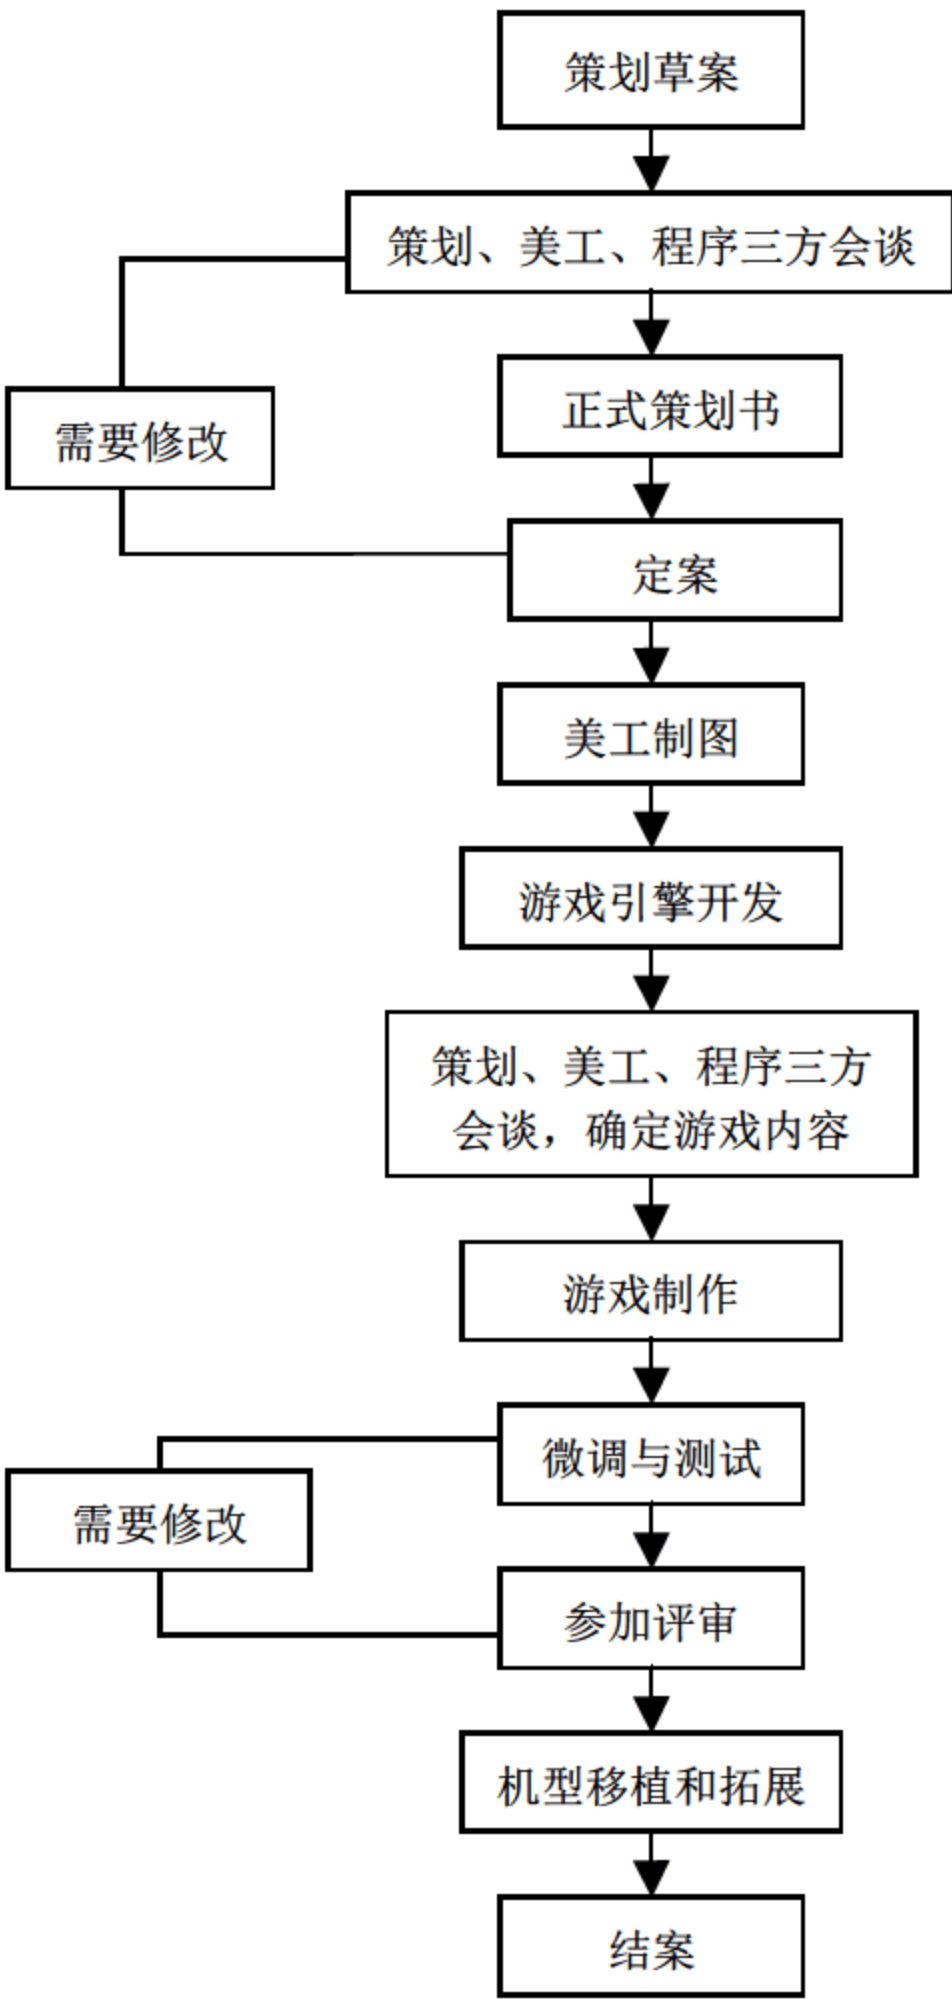 策划草案
策划、美工、程序三方会谈
正式策划书
需要修改
定案
美工制图
游戏引擎开发
策划、美工、程序三方
会谈，确定游戏内容
游戏制作
微调与测试
需要修改
参加评审
机型移植和拓展
结案